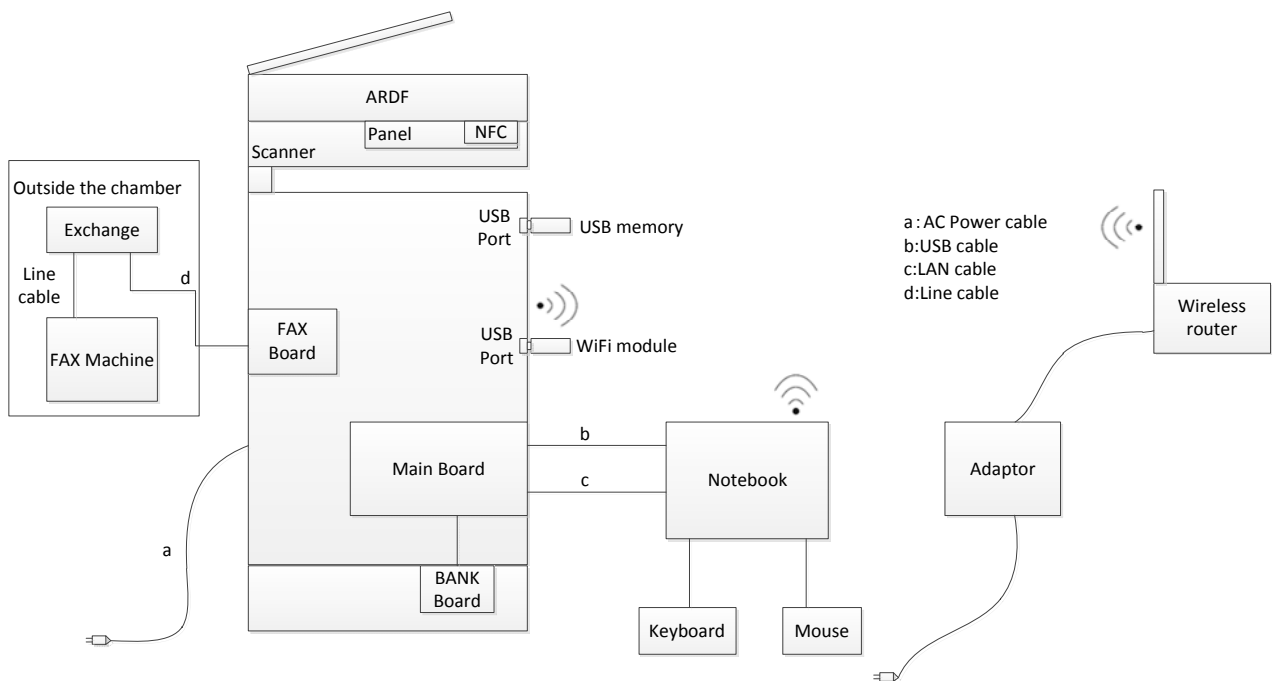 ARDF
Panel
NFC
Scanner
Outside the chamber
Exchange
Line
cable
d
FAX Machine
FAX
Board
USB
Port
USB memory
USB
Port
WiFi module
Main Board
b
c
Notebook
a
BANK
Board
Keyboard
Mouse
a:AC Power cable
b:USB cable
c:LAN cable
d:Line cable
Wireless
router
Adaptor